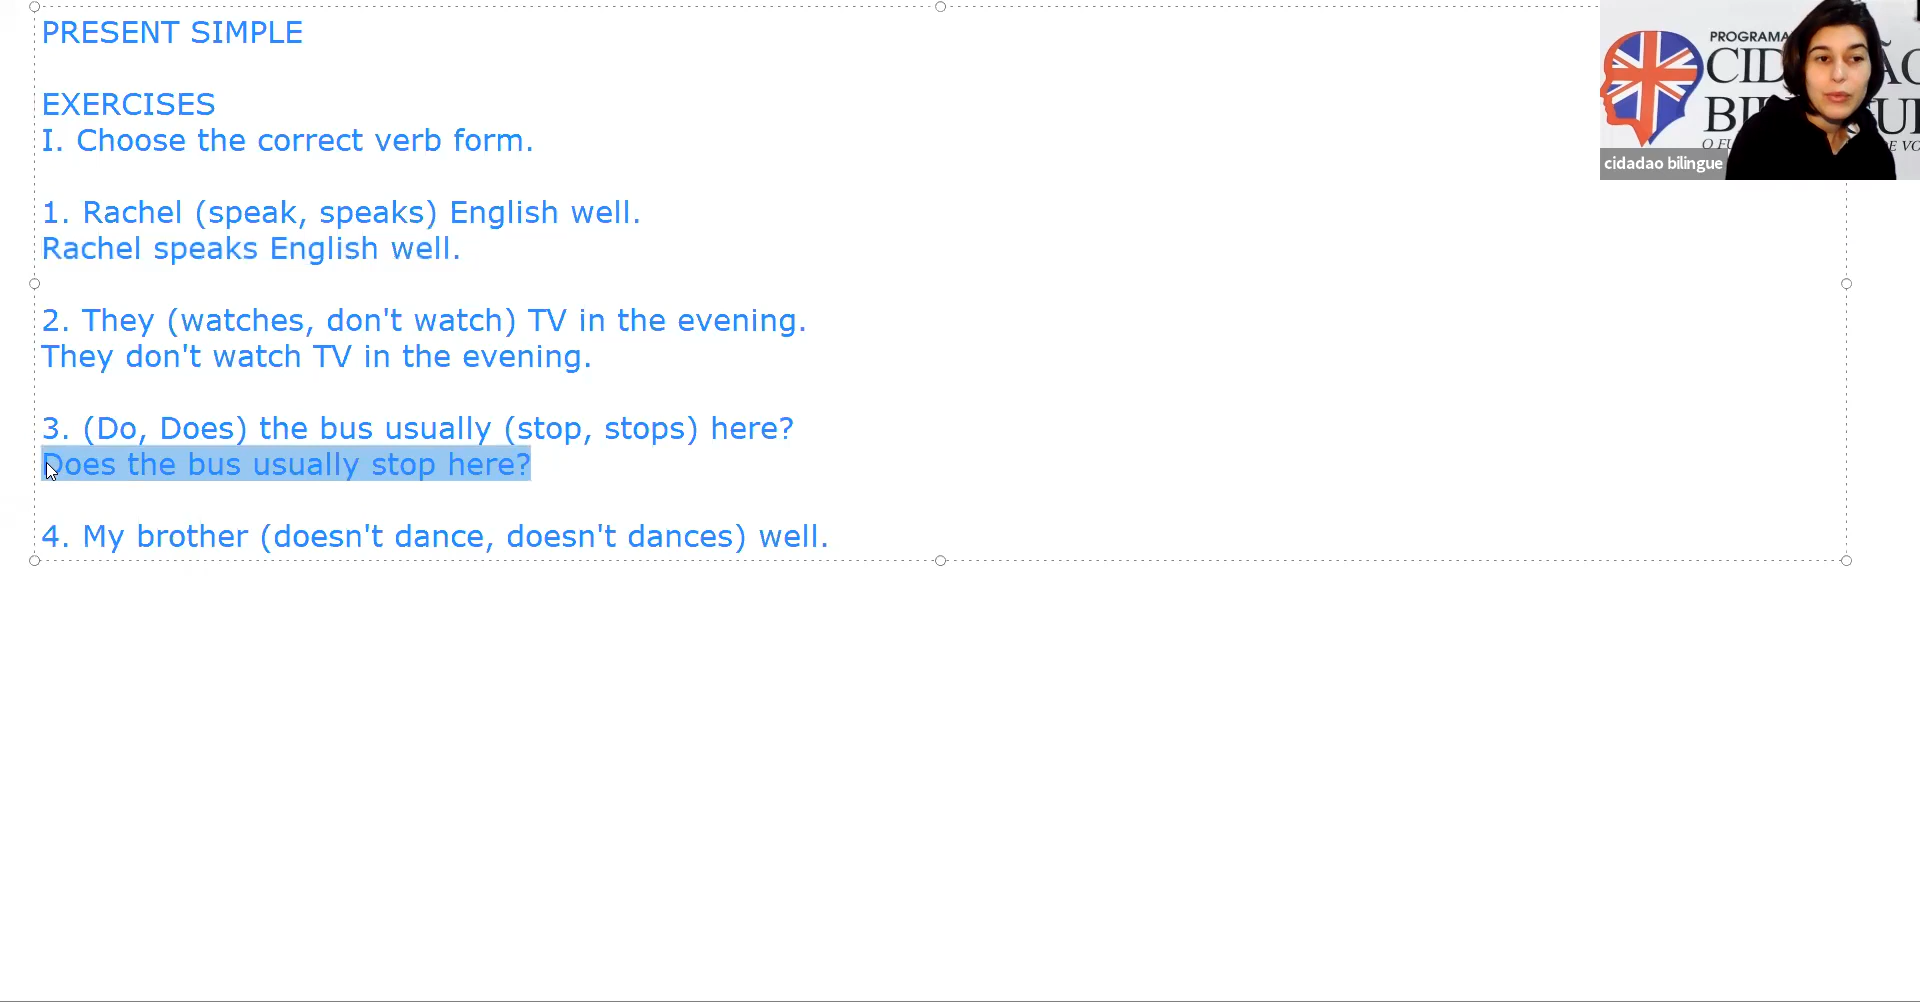 PRESENT SIMPLE
EXERCISES
I. Choose the correct verb form.
1. Rachel (speak, speaks) English well.
Rachel speaks English well.
2. They (watches, don't watch) TV in the evening.
They don't watch TV in the evening.
3. (Do, Does) the bus usually (stop, stops) here?
Does the bus usually stop here?
4. My brother (doesn't dance, doesn't dances) well.
PROGRAMA
cidadao bilingue